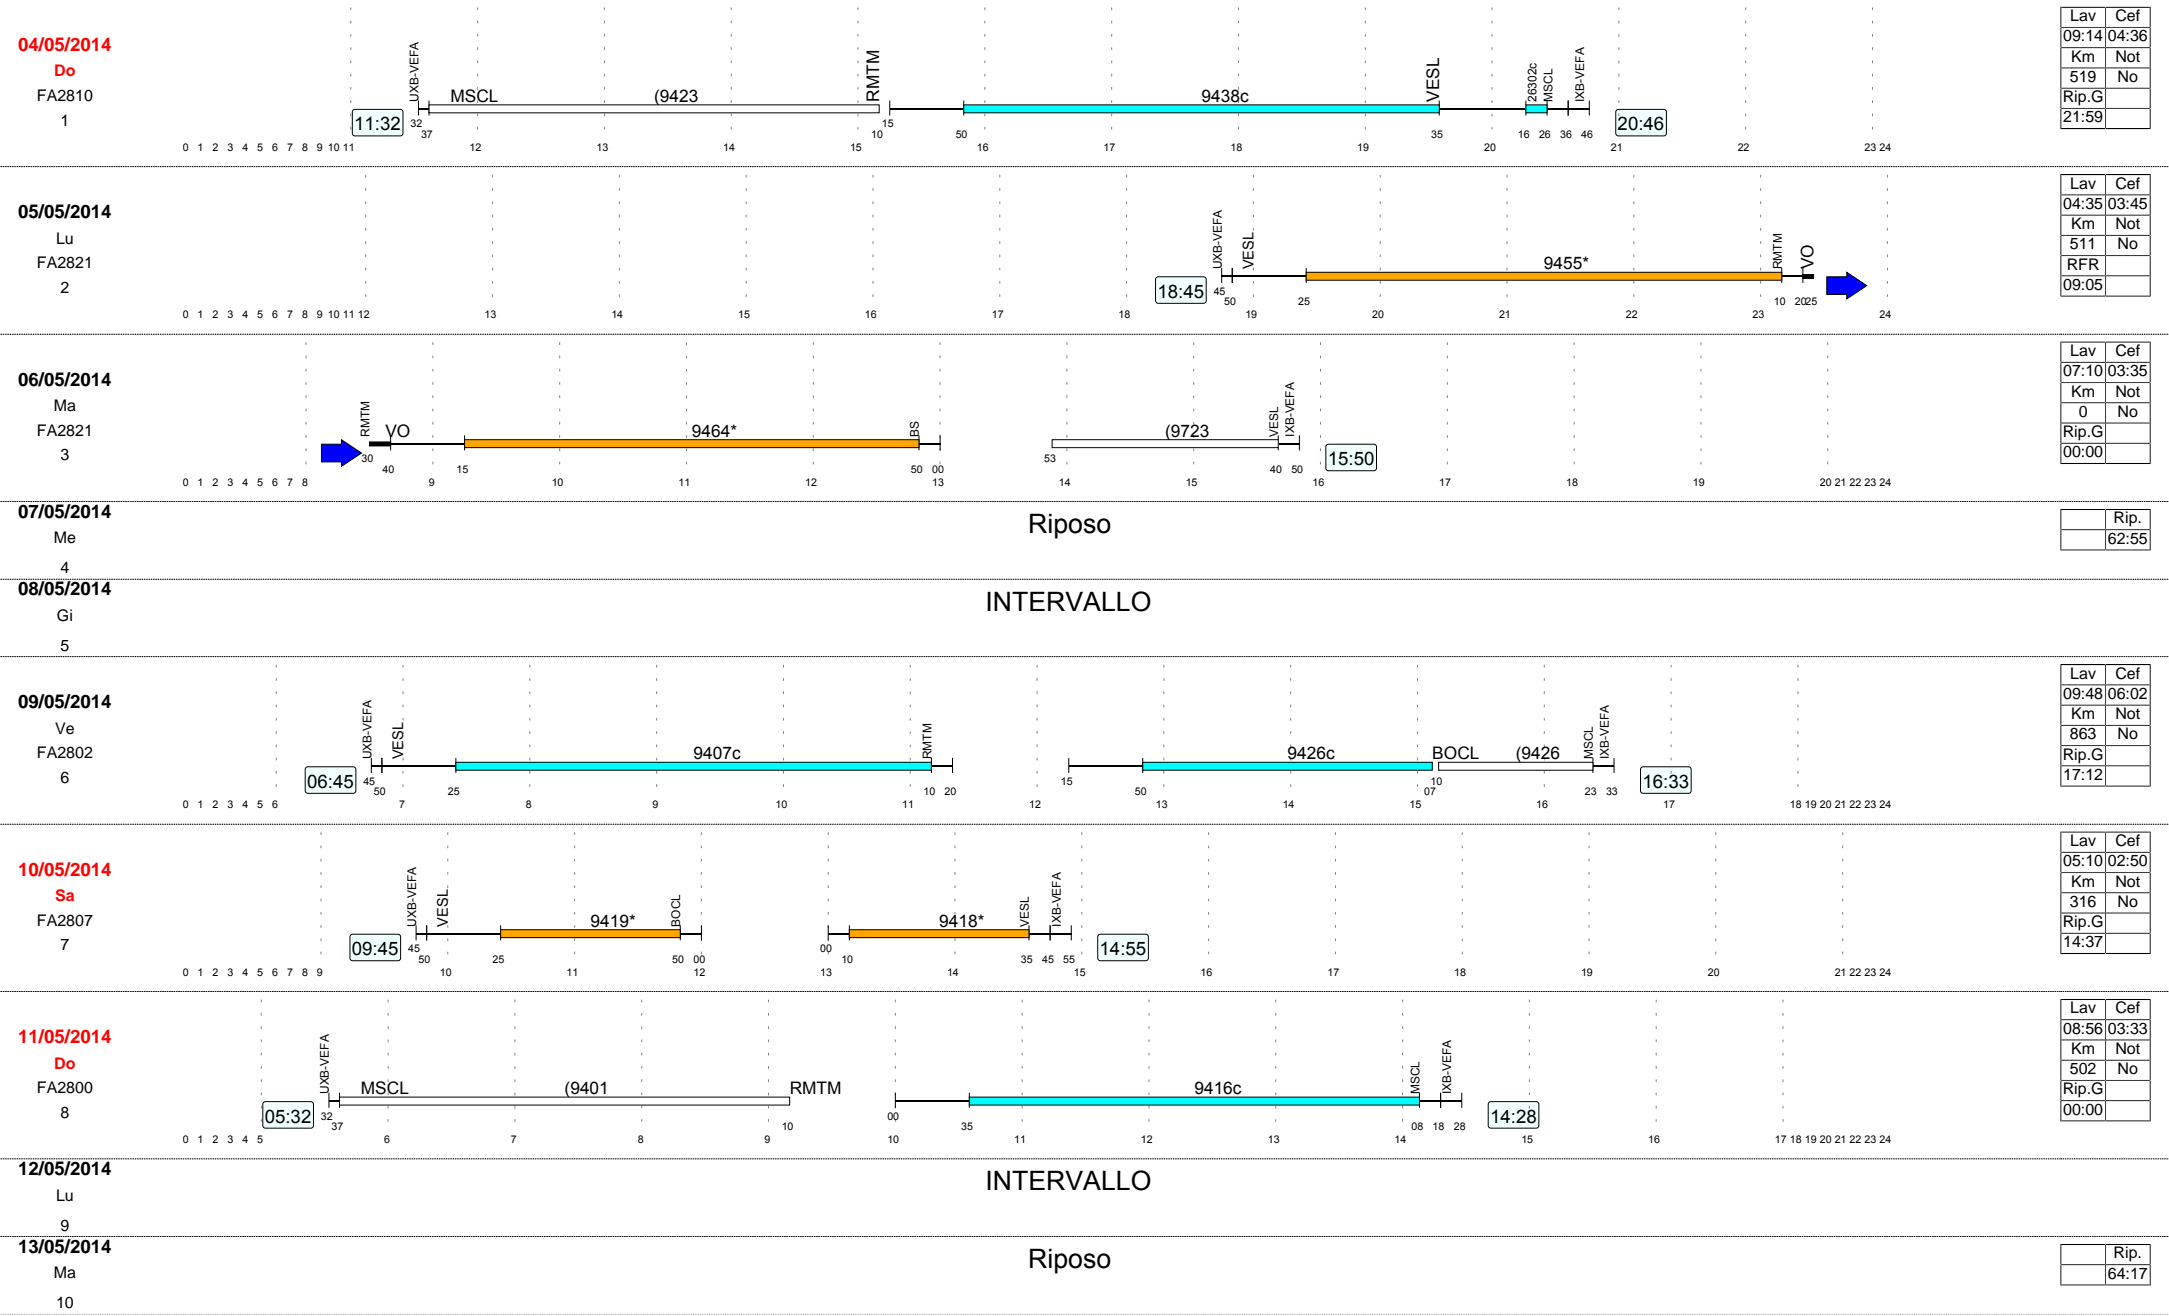 04/05/2014
Do
FA2810
1
11:32
UXB-VEFA
MSCL
(9423
RMTM
9438c
VESL
26302c
MSCL
IXB-VEFA
20:46
32 37 10 15 50 35 16 26 36 46
0 1 2 3 4 5 6 7 8 9 10 11 12 13 14 15 16 17 18 19 20 21 22 23 24
Lav Cef
09:14 04:36
Km Not
519 No
Rip.G
21:59
05/05/2014
Lu
FA2821
2
18:45
UXB-VEFA
VESL
9455*
RMTM
VO
45 50 25 10 20 25
0 1 2 3 4 5 6 7 8 9 10 11 12 13 14 15 16 17 18 19 20 21 22 23 24
Lav Cef
04:35 03:45
Km Not
511 No
RFR
09:05
06/05/2014
Ma
FA2821
3
RMTM
VO
9464*
BS
(9723
VESL
IXB-VEFA
15:50
30 40 15 50 00 53 40 50
0 1 2 3 4 5 6 7 8 9 10 11 12 13 14 15 16 17 18 19 20 21 22 23 24
Lav Cef
07:10 03:35
Km Not
0 No
Rip.G
00:00
07/05/2014
Me
4
Riposo
Rip.
62:55
08/05/2014
Gi
5
INTERVALLO
09/05/2014
Ve
FA2802
6
06:45
UXB-VEFA
VESL
9407c
RMTM
9426c
BOCL
(9426
MSCL
IXB-VEFA
16:33
45 50 25 10 20 15 50 07 10 23 33
0 1 2 3 4 5 6 7 8 9 10 11 12 13 14 15 16 17 18 19 20 21 22 23 24
Lav Cef
09:48 06:02
Km Not
863 No
Rip.G
17:12
10/05/2014
Sa
FA2807
7
09:45
UXB-VEFA
VESL
9419*
BOCL
9418*
VESL
IXB-VEFA
14:55
45 50 25 50 00 00 10 35 45 55
0 1 2 3 4 5 6 7 8 9 10 11 12 13 14 15 16 17 18 19 20 21 22 23 24
Lav Cef
05:10 02:50
Km Not
316 No
Rip.G
14:37
11/05/2014
Do
FA2800
8
05:32
UXB-VEFA
MSCL
(9401
RMTM
9416c
MSCL
IXB-VEFA
14:28
32 37 10 00 35 08 18 28
0 1 2 3 4 5 6 7 8 9 10 11 12 13 14 15 16 17 18 19 20 21 22 23 24
Lav Cef
08:56 03:33
Km Not
502 No
Rip.G
00:00
12/05/2014
Lu
9
INTERVALLO
13/05/2014
Ma
10
Riposo
Rip.
64:17